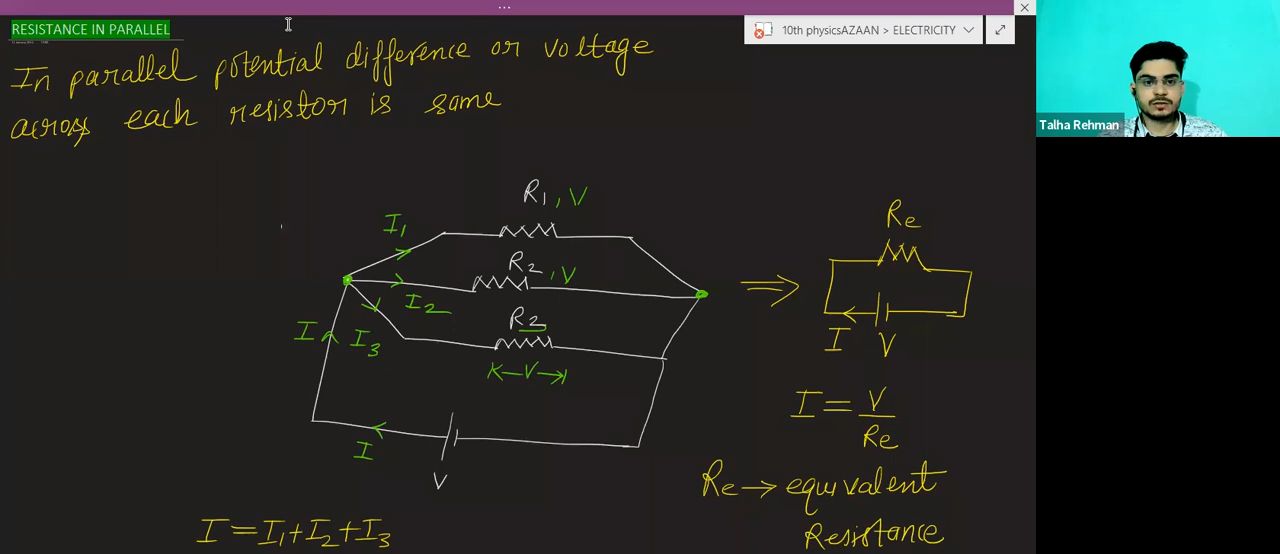 RESISTANCE IN PARALLEL
10th physicsAZAAN > ELECTRICITY
Talha Rehman
In parallel potential difference or voltage
across each resistor is same
R1, V
I1
R2, V
I2
R3
I I3
V
I
V
Re
I V
I = V/Re
Re → equivalent
Resistance
I = I1 + I2 + I3